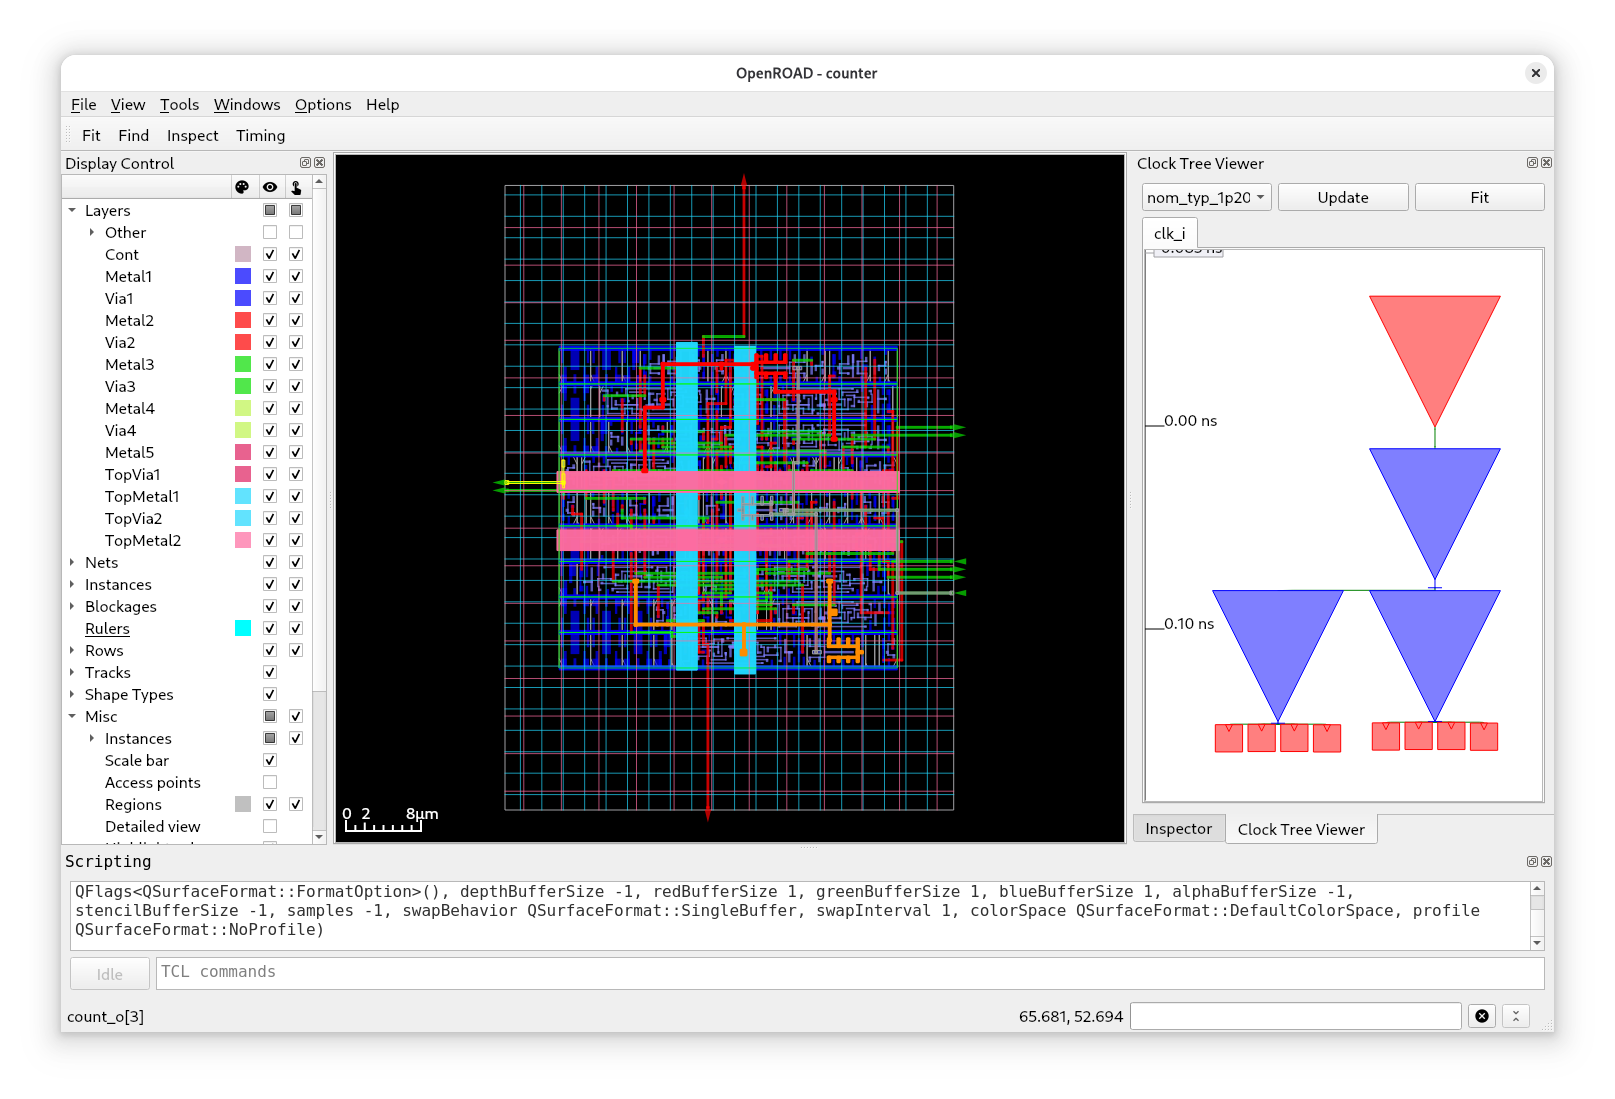 OpenROAD - counter
File View Tools Windows Options Help
Fit Find Inspect Timing
Display Control
Layers
Other
Cont
Metal1
Via1
Metal2
Via2
Metal3
Via3
Metal4
Via4
Metal5
TopVia1
TopMetal1
TopVia2
TopMetal2
Nets
Instances
Blockages
Rulers
Rows
Tracks
Shape Types
Misc
Instances
Scale bar
Access points
Regions
Detailed view
0 2 8μm
Clock Tree Viewer
nom_typ_1p20 Update Fit
clk_i
0.00 ns
0.10 ns
Inspector Clock Tree Viewer
Scripting
QFlags<QSurfaceFormat::FormatOption>(), depthBufferSize -1, redBufferSize 1, greenBufferSize 1, blueBufferSize 1, alphaBufferSize -1,
stencilBufferSize -1, samples -1, swapBehavior QSurfaceFormat::SingleBuffer, swapInterval 1, colorSpace QSurfaceFormat::DefaultColorSpace, profile
QSurfaceFormat::NoProfile)
Idle TCL commands
count_o[3] 65.681, 52.694